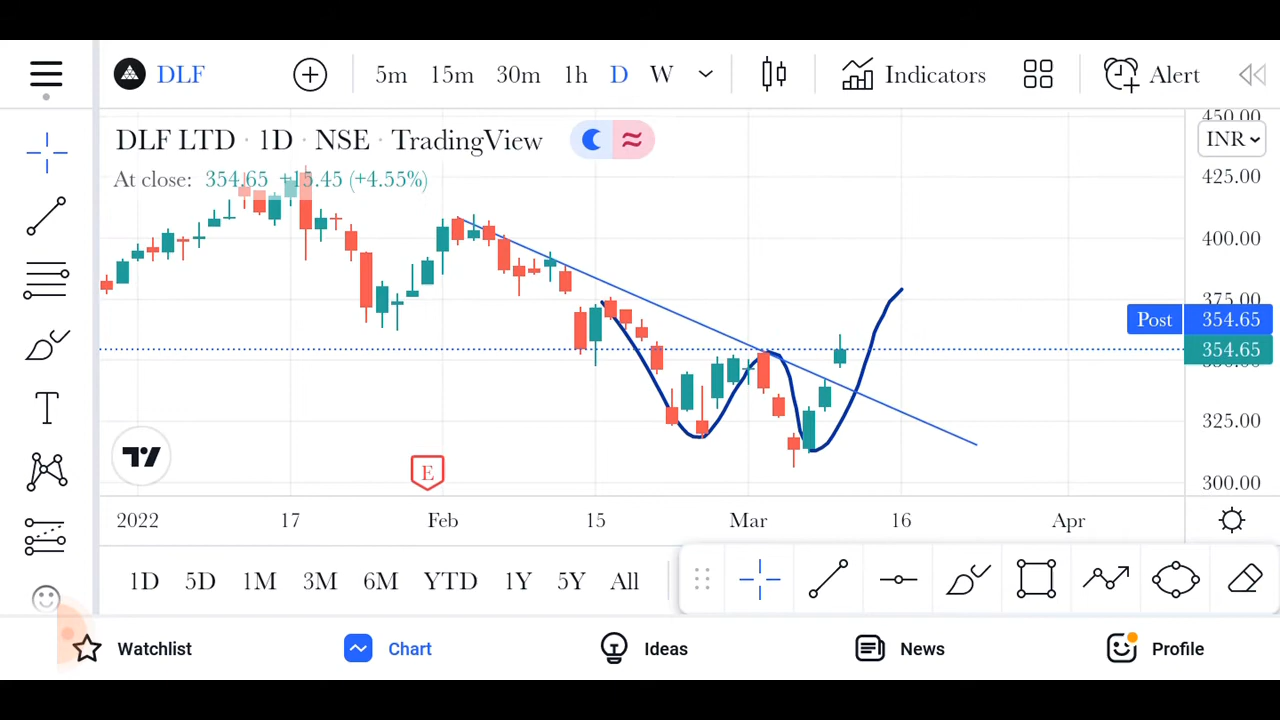 DLF 5m 15m 30m 1h D W Indicators Alert
450.00
DLF LTD · 1D · NSE · TradingView INR
At close: 354.65 +15.45 (+4.55%) 425.00
400.00
375.00
Post 354.65
354.65
325.00
E
300.00
2022 17 Feb 15 Mar 16 Apr
1D 5D 1M 3M 6M YTD 1Y 5Y All
Watchlist Chart Ideas News Profile